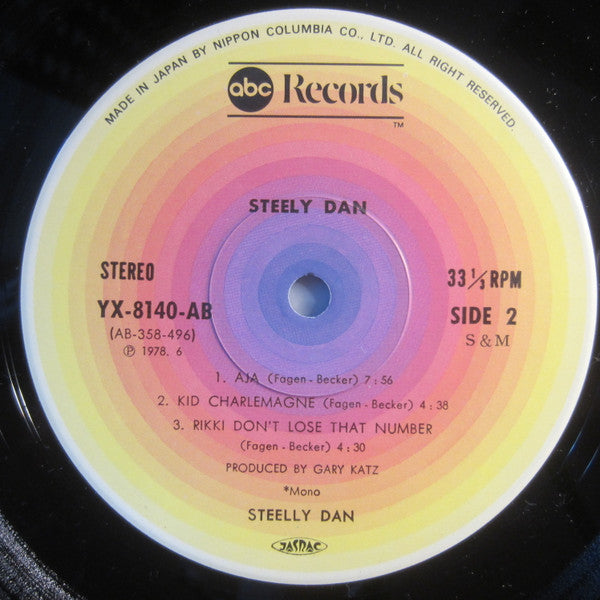 MADE IN JAPAN BY NIPPON COLUMBIA CO., LTD. ALL RIGHT RESERVED.
abc Records
TM
STEELY DAN
STEREO
33 1/3 RPM
YX-8140-AB
SIDE 2
(AB-358-496)
S & M
Ⓟ 1978. 6
1. AJA (Fagen - Becker) 7 : 56
2. KID CHARLEMAGNE (Fagen - Becker) 4 : 38
3. RIKKI DON'T LOSE THAT NUMBER
(Fagen - Becker) 4 : 30
PRODUCED BY GARY KATZ
*Mono
STEELLY DAN
JASRAC